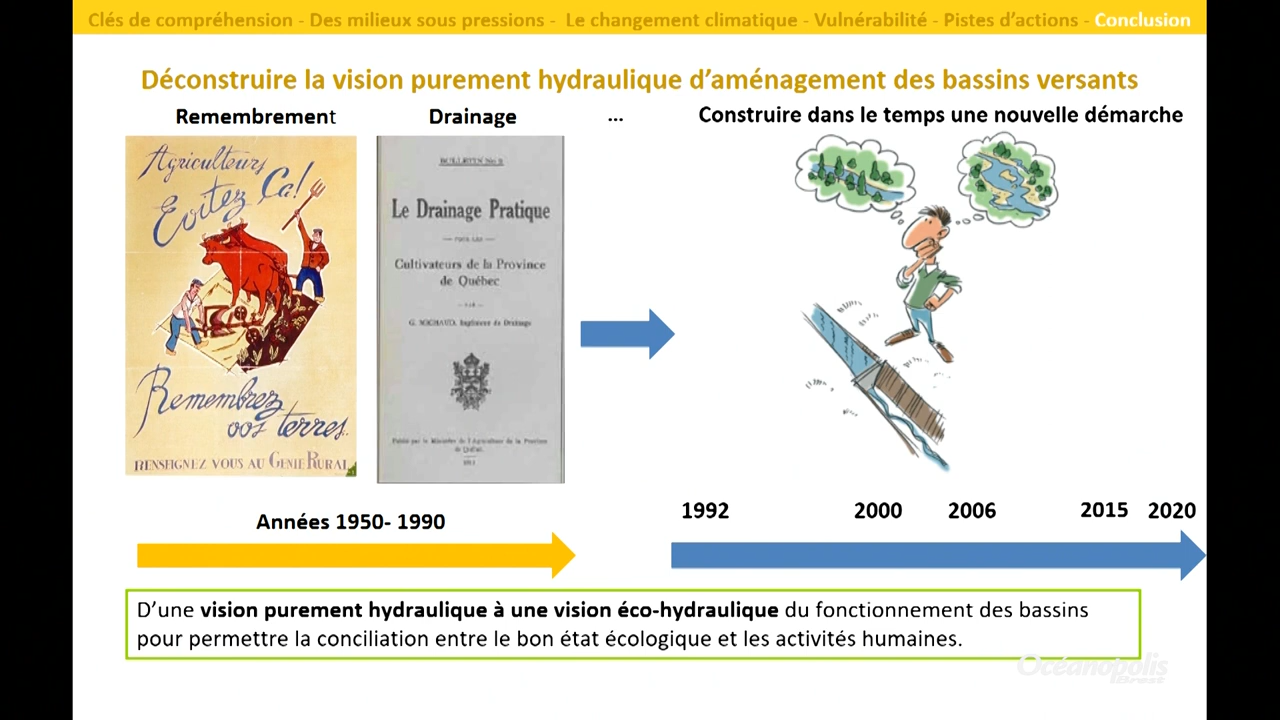 Clés de compréhension - Des milieux sous pressions - Le changement climatique - Vulnérabilité - Pistes d'actions - Conclusion
Déconstruire la vision purement hydraulique d'aménagement des bassins versants
Remembrement
Drainage
...
Construire dans le temps une nouvelle démarche
Agriculteurs
Evitez Ca!
Remembrez
vos terres.
RENSEIGNEZ VOUS AU GENIE RURAL
BULLETIN No
Le Drainage Pratique
POUR LES
Cultivateurs de la Province
de Québec
PAR
G. MICHAUD, Ingénieur du Drainage
Publié par le Ministère de l'Agriculture de la Province
de Québec.
Années 1950- 1990
1992
2000
2006
2015
2020
D'une vision purement hydraulique à une vision éco-hydraulique du fonctionnement des bassins
pour permettre la conciliation entre le bon état écologique et les activités humaines.
Océanopolis
Brest